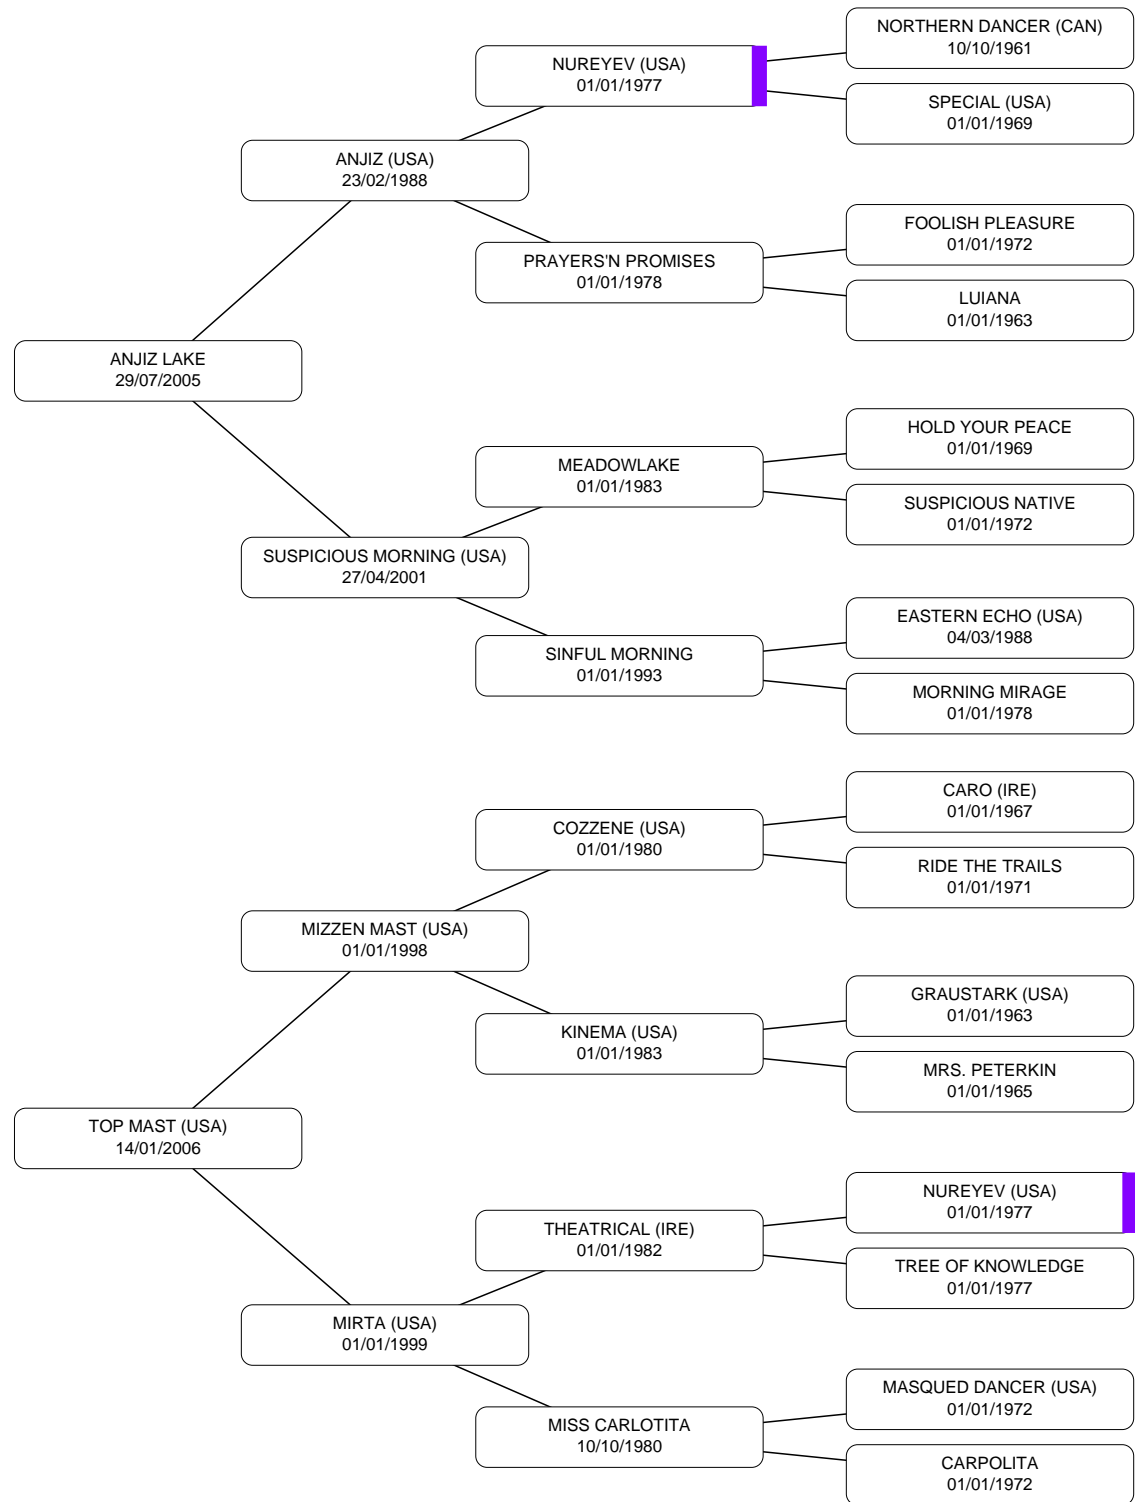 NORTHERN DANCER (CAN)
10/10/1961
NUREYEV (USA)
01/01/1977
SPECIAL (USA)
01/01/1969
ANJIZ (USA)
23/02/1988
FOOLISH PLEASURE
01/01/1972
PRAYERS'N PROMISES
01/01/1978
LUIANA
01/01/1963
ANJIZ LAKE
29/07/2005
HOLD YOUR PEACE
01/01/1969
MEADOWLAKE
01/01/1983
SUSPICIOUS NATIVE
01/01/1972
SUSPICIOUS MORNING (USA)
27/04/2001
EASTERN ECHO (USA)
04/03/1988
SINFUL MORNING
01/01/1993
MORNING MIRAGE
01/01/1978
CARO (IRE)
01/01/1967
COZZENE (USA)
01/01/1980
RIDE THE TRAILS
01/01/1971
MIZZEN MAST (USA)
01/01/1998
GRAUSTARK (USA)
01/01/1963
KINEMA (USA)
01/01/1983
MRS. PETERKIN
01/01/1965
TOP MAST (USA)
14/01/2006
NUREYEV (USA)
01/01/1977
THEATRICAL (IRE)
01/01/1982
TREE OF KNOWLEDGE
01/01/1977
MIRTA (USA)
01/01/1999
MASQUED DANCER (USA)
01/01/1972
MISS CARLOTITA
10/10/1980
CARPOLITA
01/01/1972